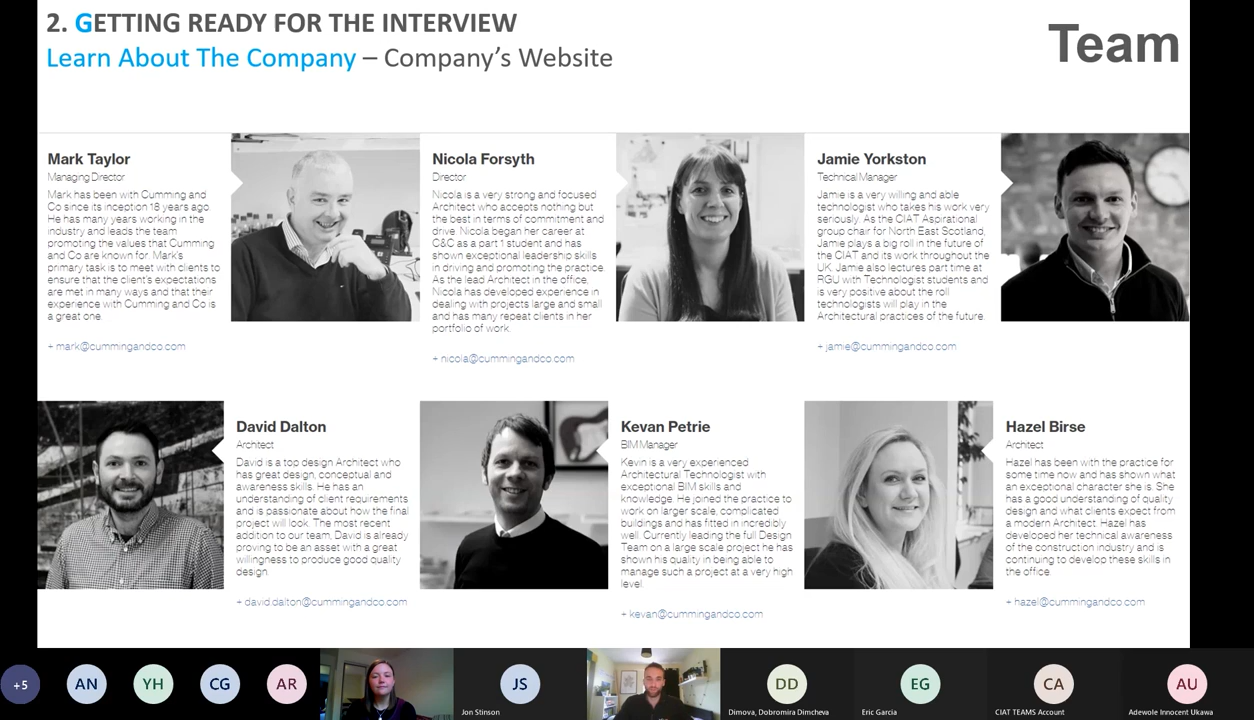 2. GETTING READY FOR THE INTERVIEW
Learn About The Company – Company's Website
Team
Mark Taylor
Managing Director
Mark has been with Cumming and
Co since its inception 18 years ago.
He has many years working in the
industry and leads the team
promoting the values that Cumming
and Co are known for. Mark's
primary task is to meet with clients to
ensure that the client's expectations
are met in many ways and that their
experience with Cumming and Co is
a great one.
+ mark@cummingandco.com
Nicola Forsyth
Director
Nicola is a very strong and focused
Architect who accepts nothing but
the best in terms of commitment and
drive. Nicola began her career at
C&C as a part 1 student and has
shown exceptional leadership skills
in driving and promoting the practice.
As the lead Architect in the office,
Nicola has developed experience in
dealing with projects large and small
and has many repeat clients in her
portfolio of work.
+ nicola@cummingandco.com
Jamie Yorkston
Technical Manager
Jamie is a very willing and able
technologist who takes his work very
seriously. As the CIAT Aspirational
group chair for North East Scotland,
Jamie plays a big roll in the future of
the CIAT and its work throughout the
UK. Jamie also lectures part time at
RGU with Technologist students and
is very positive about the roll
technologists will play in the
Architectural practices of the future.
+ jamie@cummingandco.com
David Dalton
Architect
David is a top design Architect who
has great design, conceptual and
awareness skills. He has an
understanding of client requirements
and is passionate about how the final
project will look. The most recent
addition to our team, David is already
proving to be an asset with a great
willingness to produce good quality
design.
+ david.dalton@cummingandco.com
Kevan Petrie
BIM Manager
Kevin is a very experienced
Architectural Technologist with
exceptional BIM skills and
knowledge. He joined the practice to
work on larger scale, complicated
buildings and has fitted in incredibly
well. Currently leading the full Design
Team on a large scale project he has
shown his quality in being able to
manage such a project at a very high
level.
+ kevan@cummingandco.com
Hazel Birse
Architect
Hazel has been with the practice for
some time now and has shown what
an exceptional character she is. She
has a good understanding of quality
design and what clients expect from
a modern Architect. Hazel has
developed her technical awareness
of the construction industry and is
continuing to develop these skills in
the office.
+ hazel@cummingandco.com
+5
AN
YH
CG
AR
JS
Jon Stinson
DD
Dimova, Dobromira Dimcheva
EG
Eric Garcia
CA
CIAT TEAMS Account
AU
Adewole Innocent Ukawa